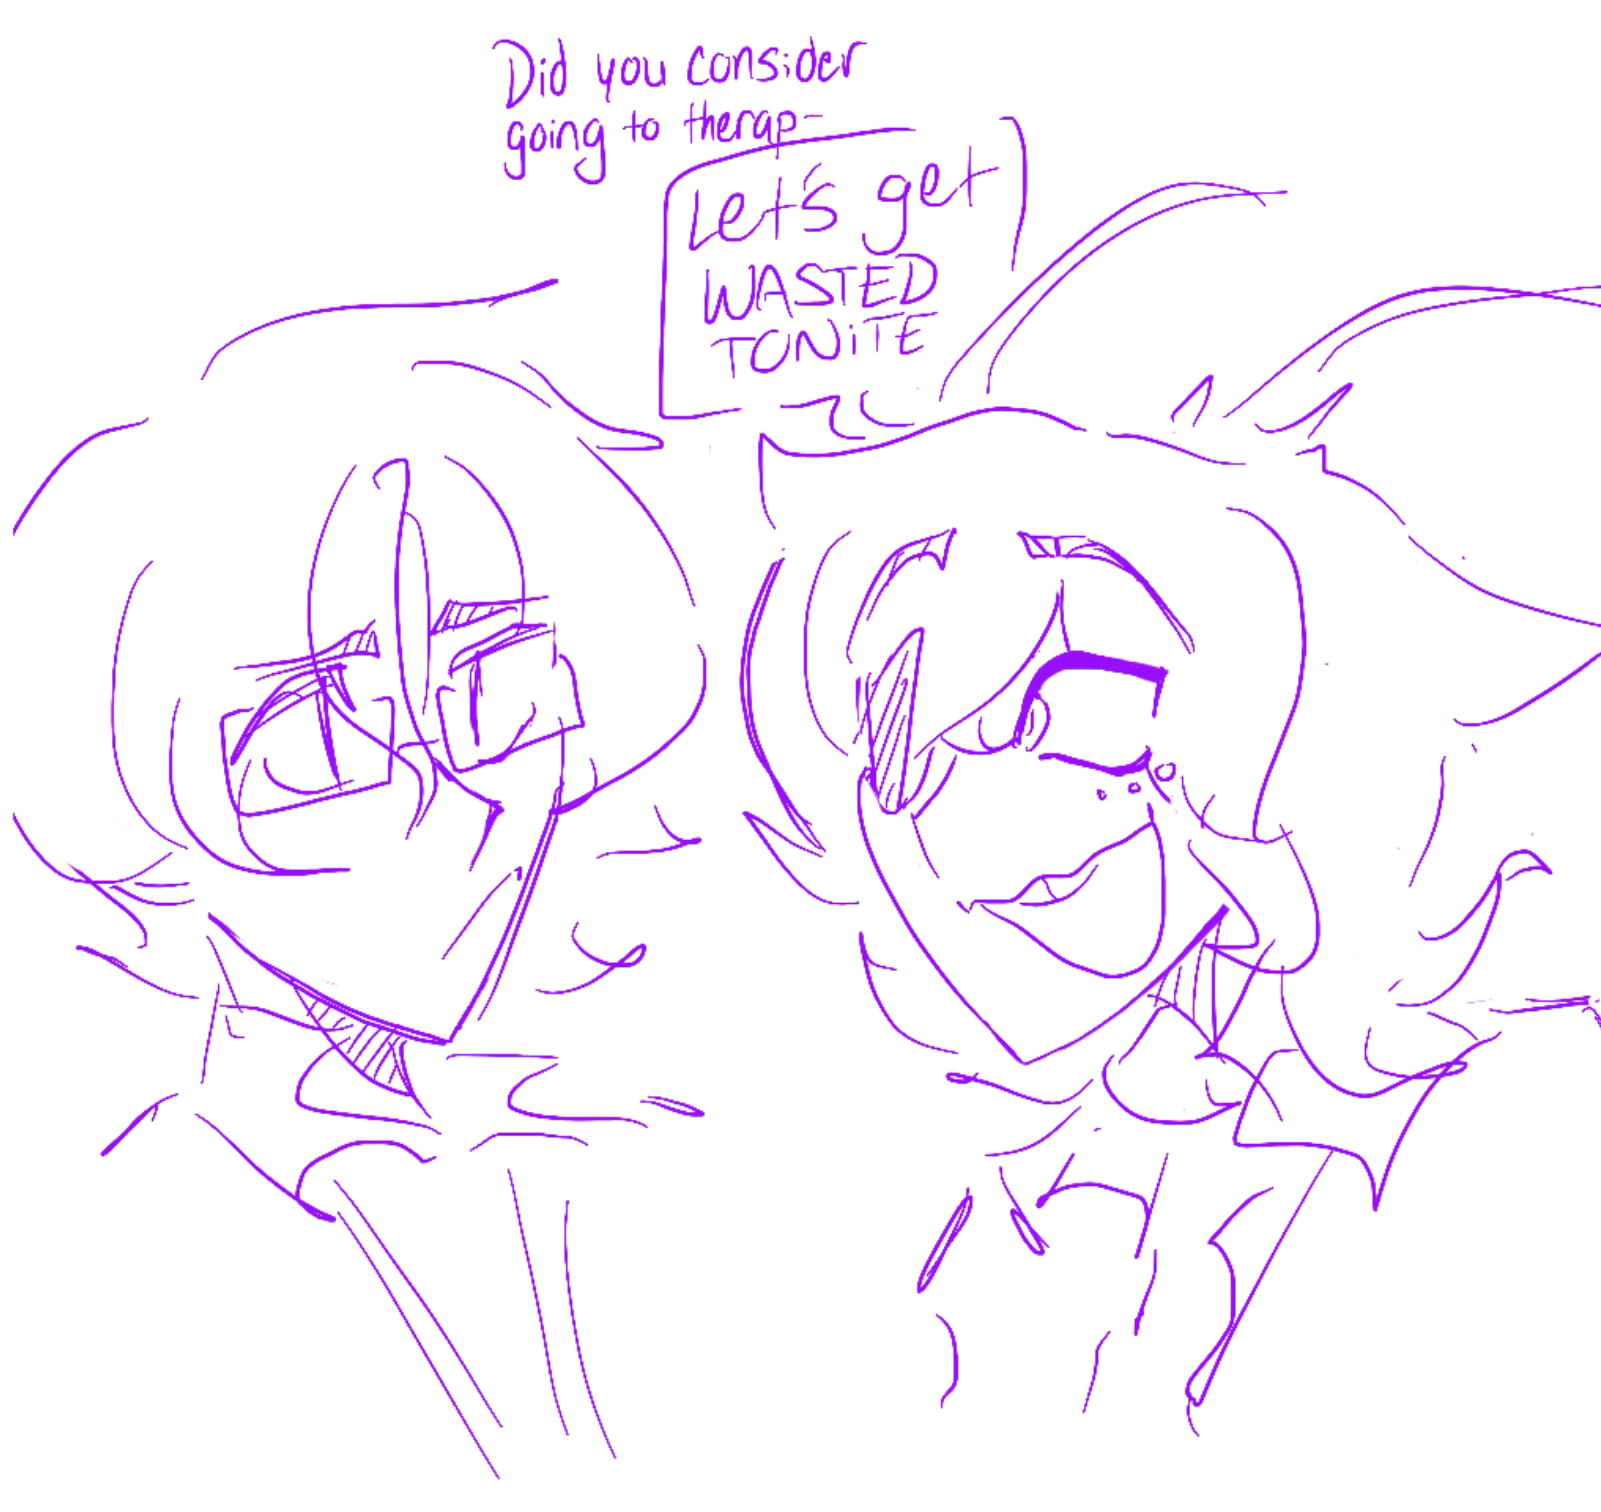 Did you consider
going to therap-
Let's get
WASTED
TONiTE